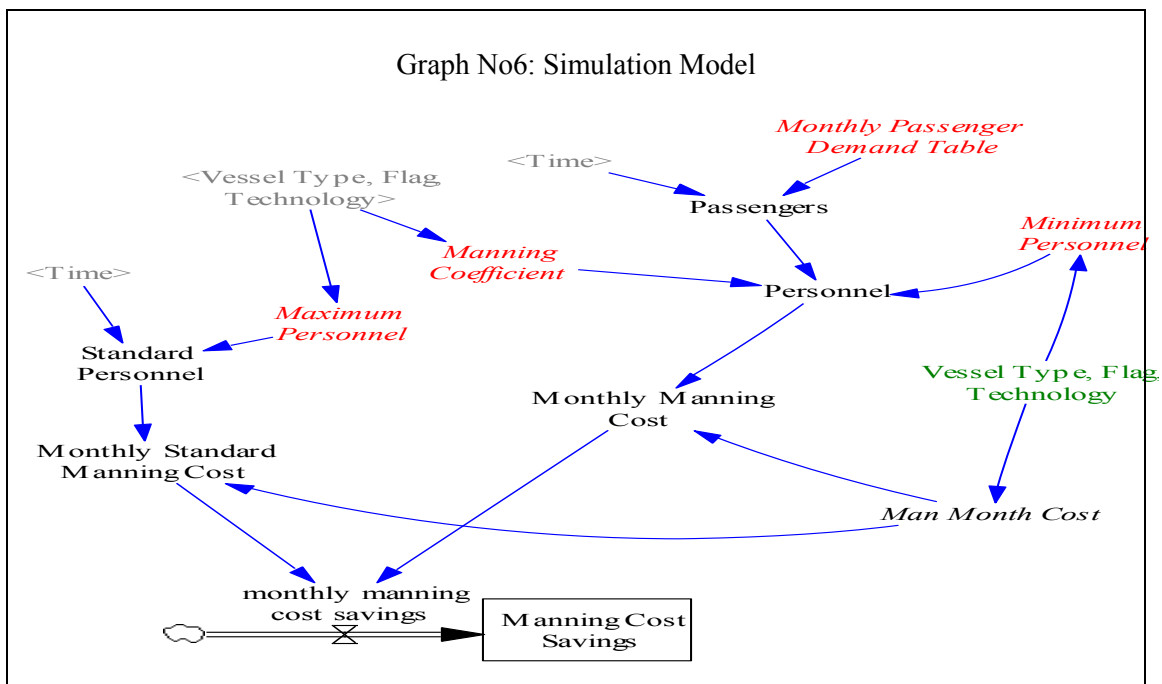 Graph No6: Simulation Model
Monthly Passenger
Demand Table
<Time>
<Vessel Type, Flag,
Technology>
Passengers
Minimum
Personnel
Manning
Coefficient
<Time>
Personnel
Maximum
Personnel
Standard
Personnel
Vessel Type, Flag,
Technology
Monthly Manning
Cost
Monthly Standard
Manning Cost
Man Month Cost
monthly manning
cost savings
Manning Cost
Savings